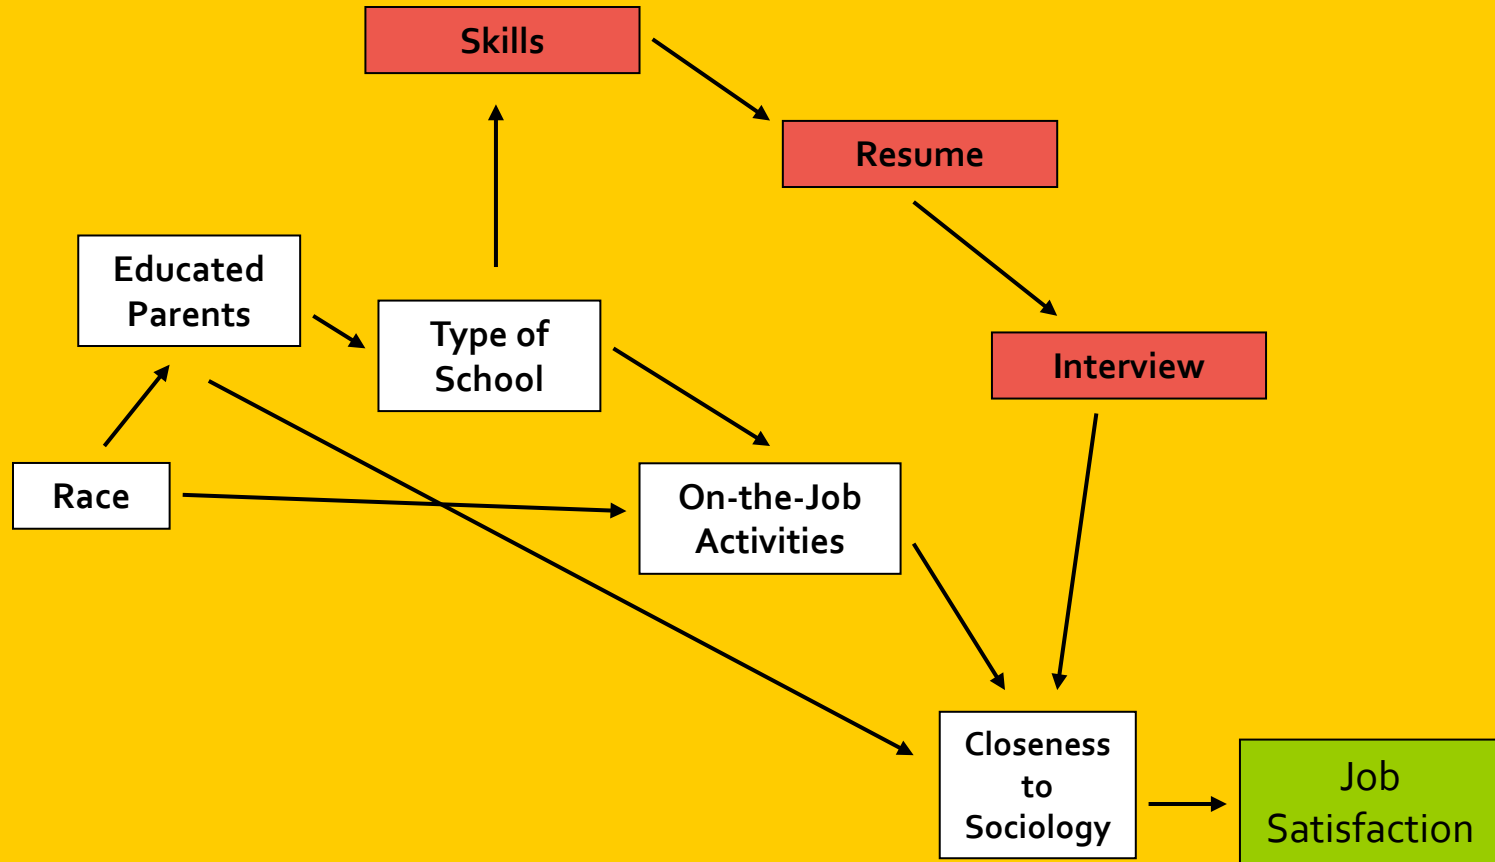 Skills
Resume
Educated
Parents
Type of
School
Interview
Race
On-the-Job
Activities
Closeness
to
Sociology
Job
Satisfaction